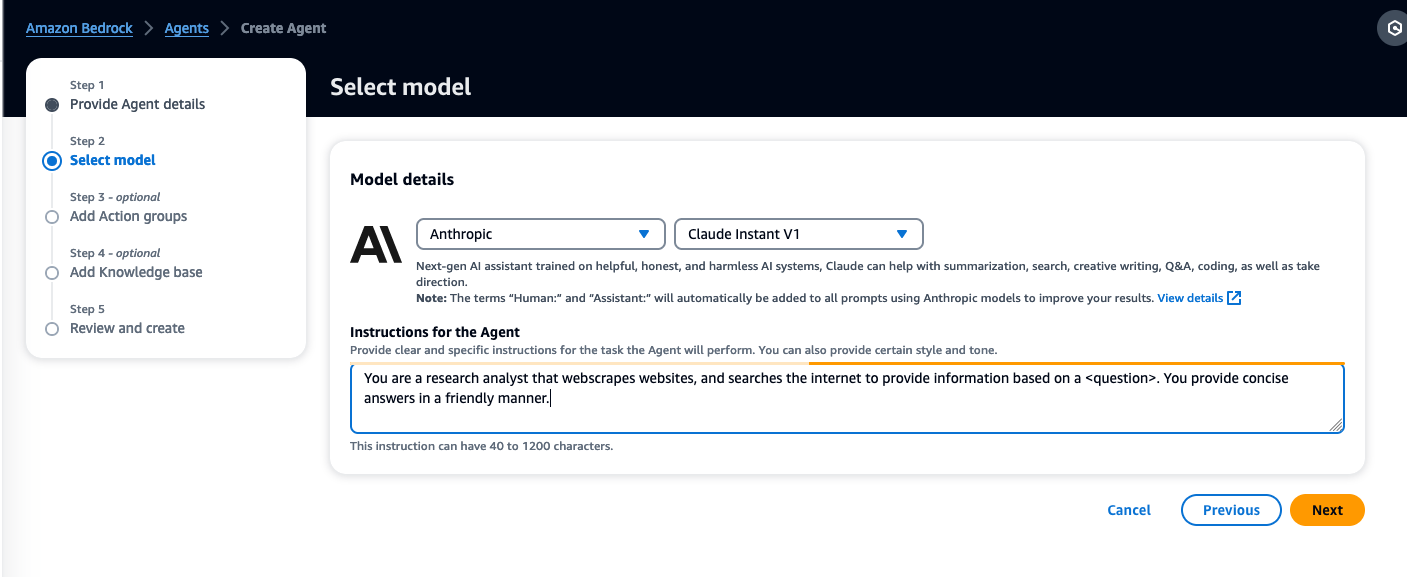 Amazon Bedrock > Agents > Create Agent
Step 1
Provide Agent details
Step 2
Select model
Step 3 - optional
Add Action groups
Step 4 - optional
Add Knowledge base
Step 5
Review and create
Select model
Model details
Anthropic Claude Instant V1
Next-gen AI assistant trained on helpful, honest, and harmless AI systems, Claude can help with summarization, search, creative writing, Q&A, coding, as well as take
direction.
Note: The terms “Human:” and ”Assistant:” will automatically be added to all prompts using Anthropic models to improve your results. View details
Instructions for the Agent
Provide clear and specific instructions for the task the Agent will perform. You can also provide certain style and tone.
You are a research analyst that webscrapes websites, and searches the internet to provide information based on a <question>. You provide concise
answers in a friendly manner.
This instruction can have 40 to 1200 characters.
Cancel Previous Next